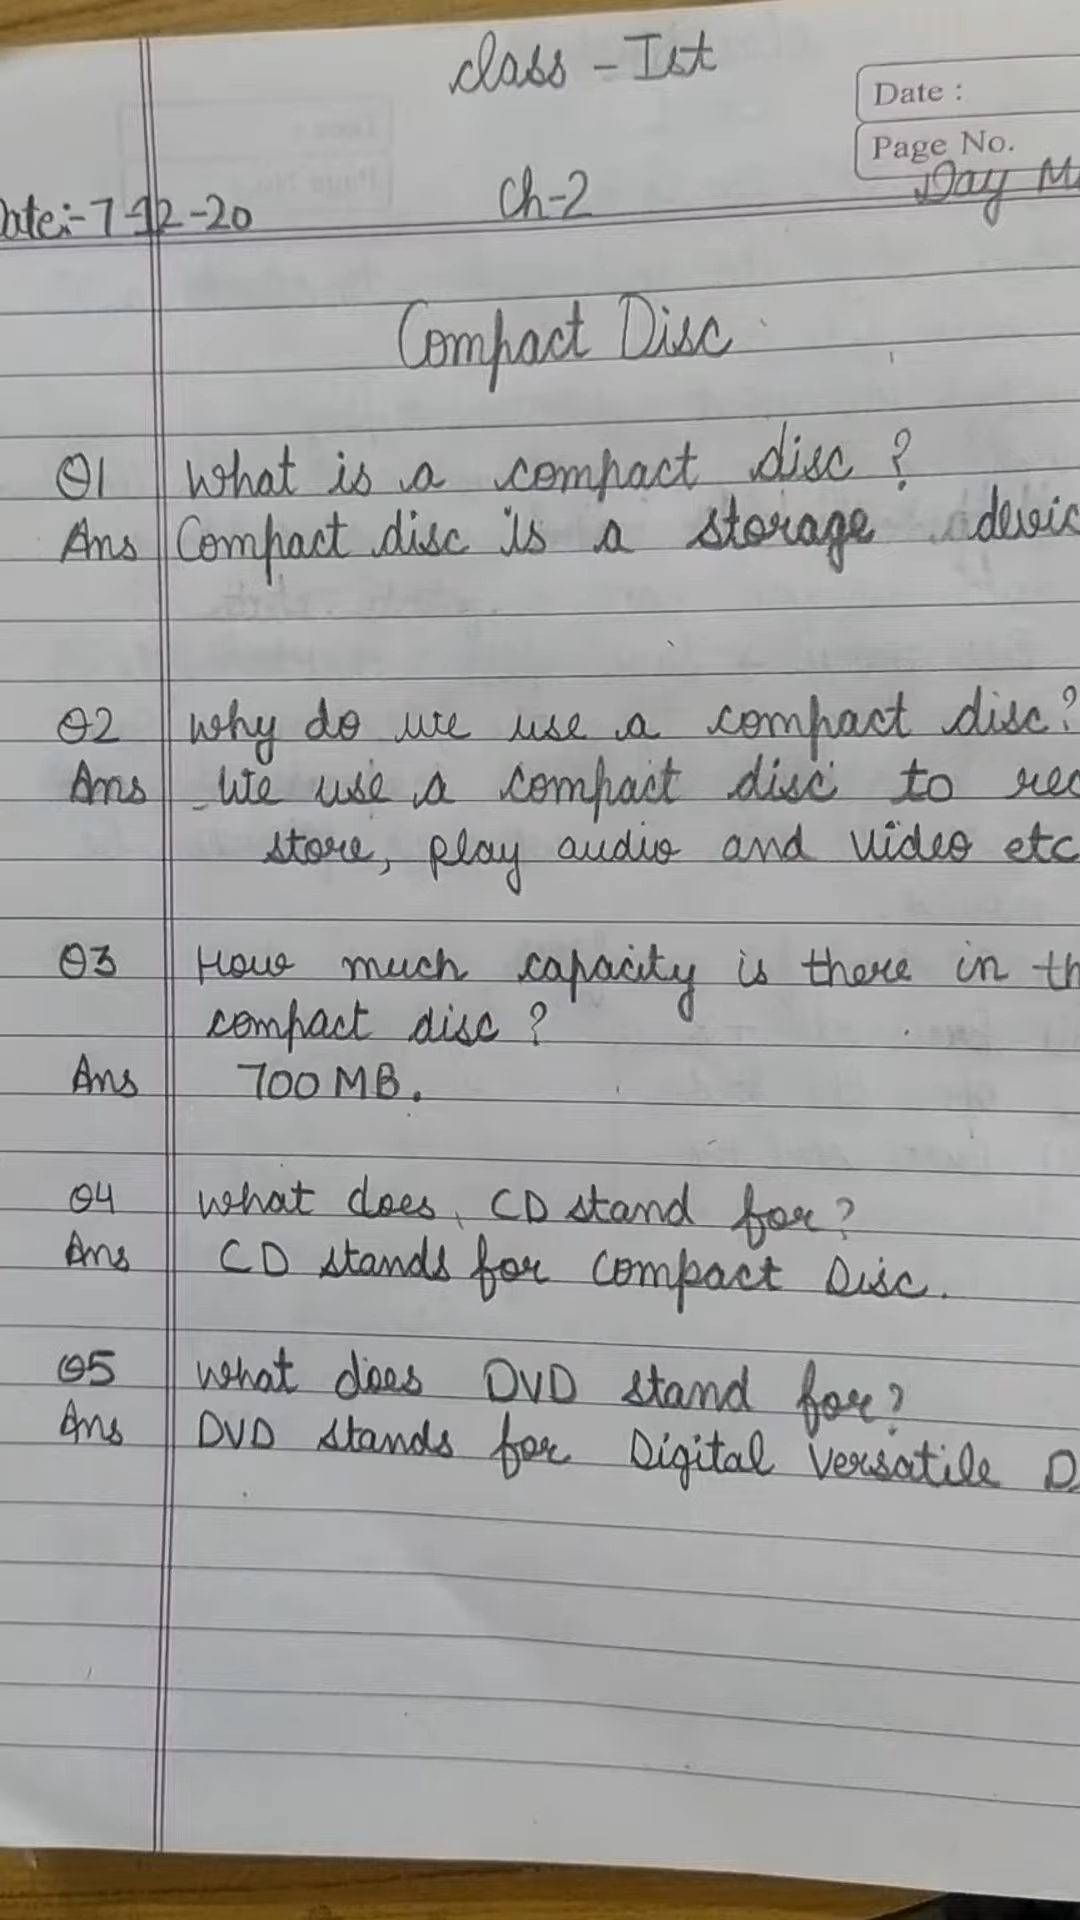 class - Ist
Date :
Page No.
Day M
Date:- 7-12-20
Ch-2
Compact Disc
Q1 What is a compact disc ?
Ans Compact disc is a storage devic
Q2 Why do we use a compact disc?
Ans We use a compact disc to rec
store, play audio and video etc
Q3 How much capacity is there in th
compact disc ?
Ans 700 MB.
Q4 What does CD stand for?
Ans CD stands for Compact Disc.
Q5 What does DVD stand for?
Ans DVD stands for Digital Versatile D